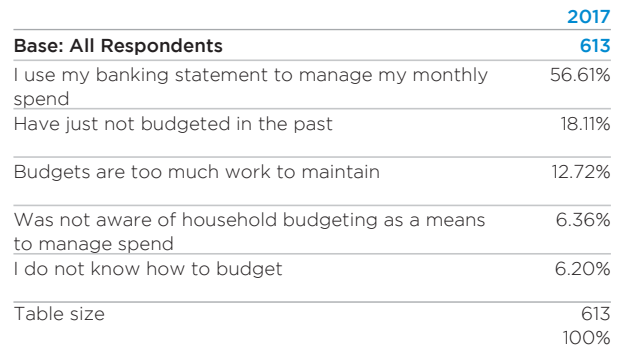 2017
Base: All Respondents 613
I use my banking statement to manage my monthly 56.61%
spend
Have just not budgeted in the past 18.11%
Budgets are too much work to maintain 12.72%
Was not aware of household budgeting as a means 6.36%
to manage spend
I do not know how to budget 6.20%
Table size 613
100%